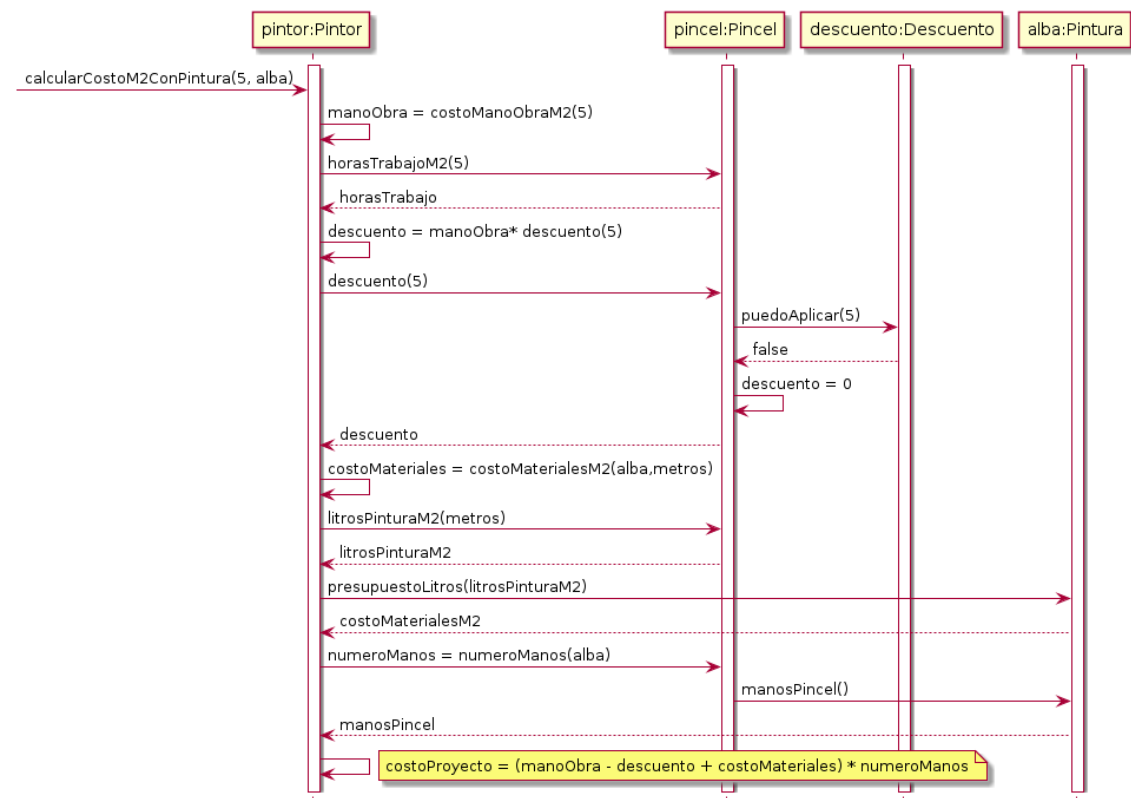 pintor:Pintor
pincel:Pincel
descuento:Descuento
alba:Pintura
calcularCostoM2ConPintura(5, alba)
manoObra = costoManoObraM2(5)
horasTrabajoM2(5)
horasTrabajo
descuento = manoObra* descuento(5)
descuento(5)
puedoAplicar(5)
false
descuento = 0
descuento
costoMateriales = costoMaterialesM2(alba,metros)
litrosPinturaM2(metros)
litrosPinturaM2
presupuestoLitros(litrosPinturaM2)
costoMaterialesM2
numeroManos = numeroManos(alba)
manosPincel()
manosPincel
costoProyecto = (manoObra - descuento + costoMateriales) * numeroManos